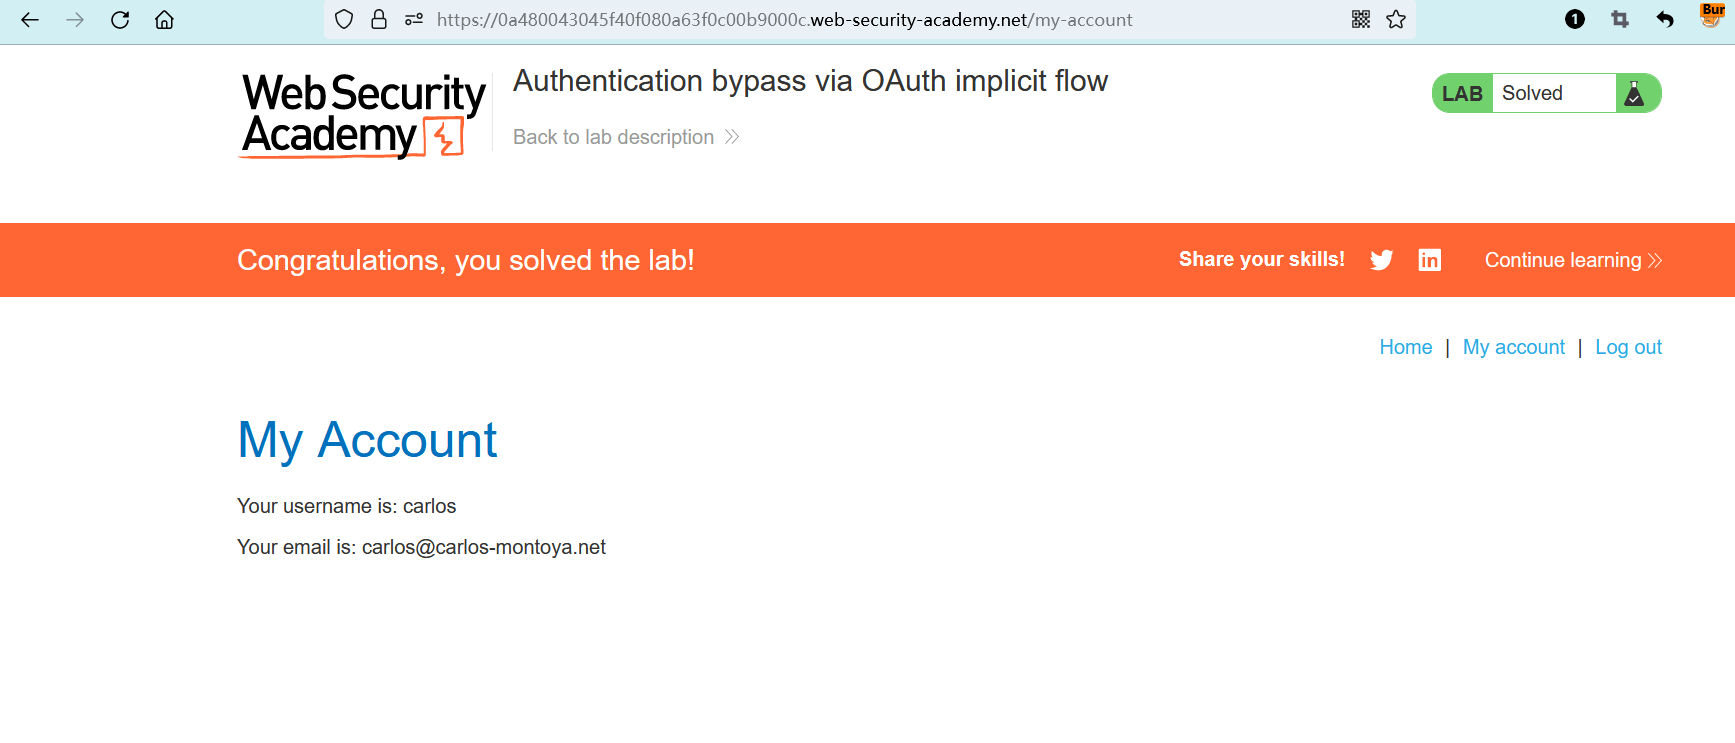 https://0a480043045f40f080a63f0c00b9000c.web-security-academy.net/my-account
1
Bur
Web Security
Academy
Authentication bypass via OAuth implicit flow
Back to lab description
LAB Solved
Congratulations, you solved the lab!
Share your skills!
in
Continue learning
Home | My account | Log out
My Account
Your username is: carlos
Your email is: carlos@carlos-montoya.net